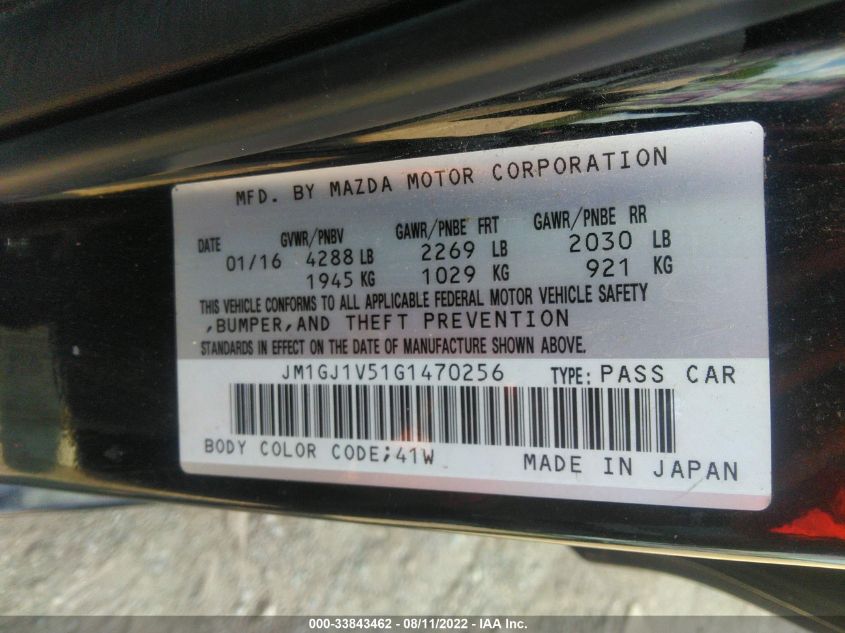 MFD. BY MAZDA MOTOR CORPORATION
DATE GVWR/PNBV GAWR/PNBE FRT GAWR/PNBE RR
01/16 4288 LB 2269 LB 2030 LB
1945 KG 1029 KG 921 KG
THIS VEHICLE CONFORMS TO ALL APPLICABLE FEDERAL MOTOR VEHICLE SAFETY
,BUMPER,AND THEFT PREVENTION
STANDARDS IN EFFECT ON THE DATE OF MANUFACTURE SHOWN ABOVE.
JM1GJ1V51G1470256 TYPE: PASS CAR
BODY COLOR CODE;41W
MADE IN JAPAN
000-33843462 - 08/11/2022 - IAA Inc.